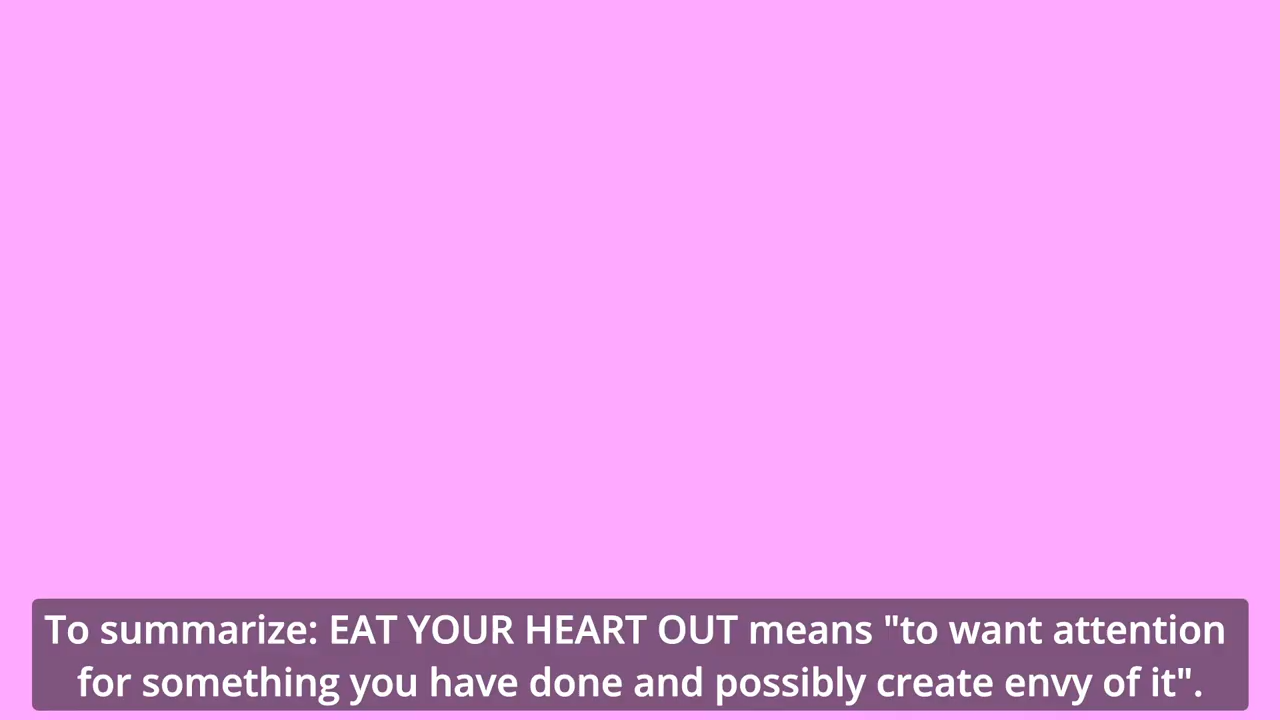 To summarize: EAT YOUR HEART OUT means "to want attention
for something you have done and possibly create envy of it".